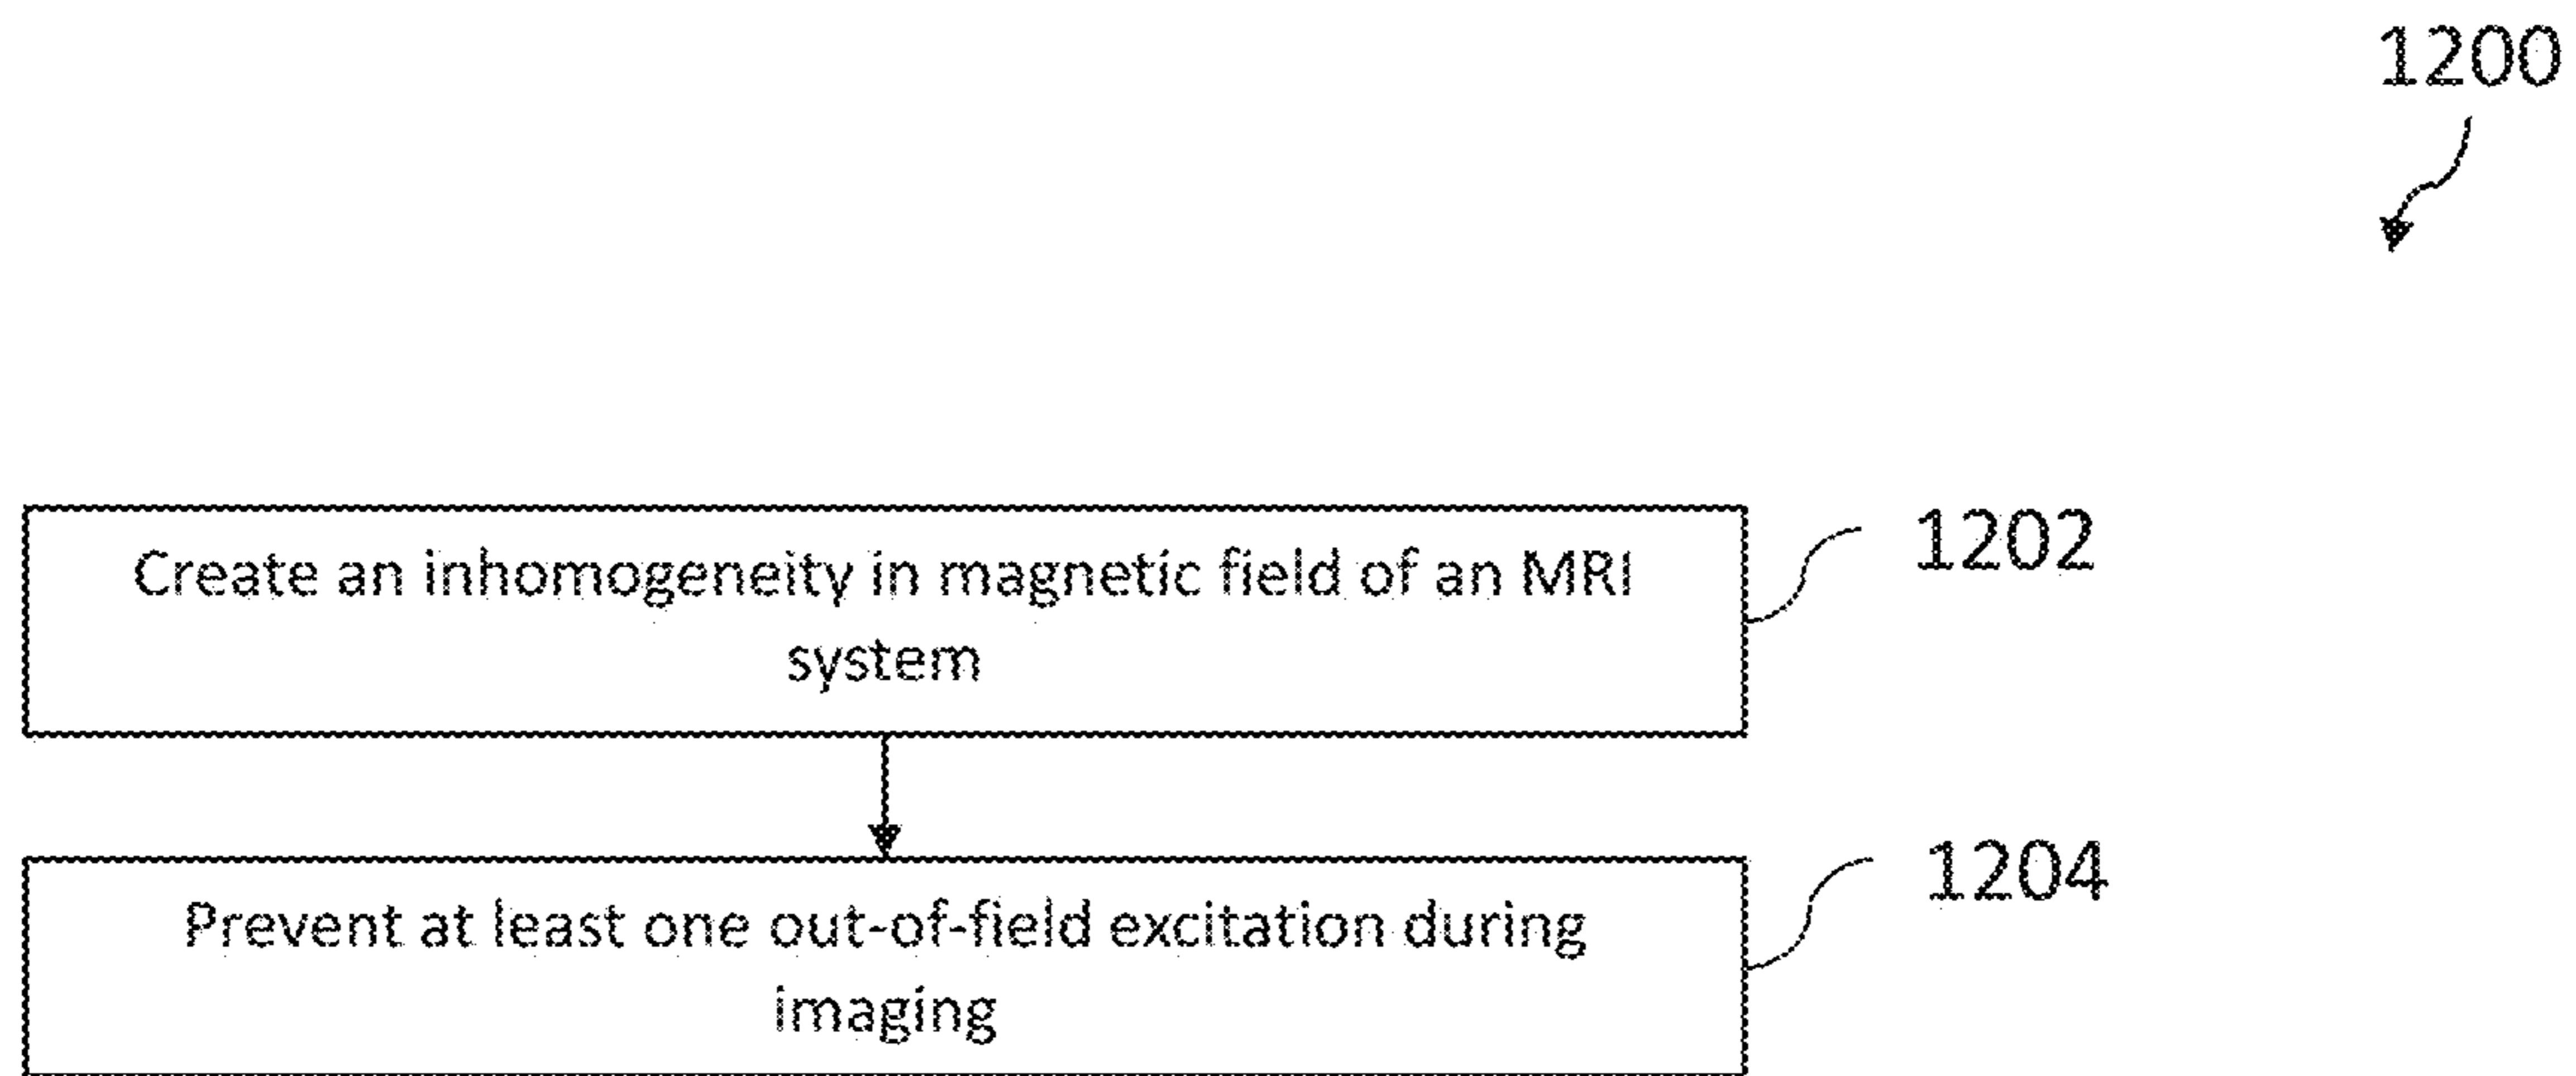 1200
Create an inhomogeneity in magnetic field of an MRI
system
1202
Prevent at least one out-of-field excitation during
imaging
1204